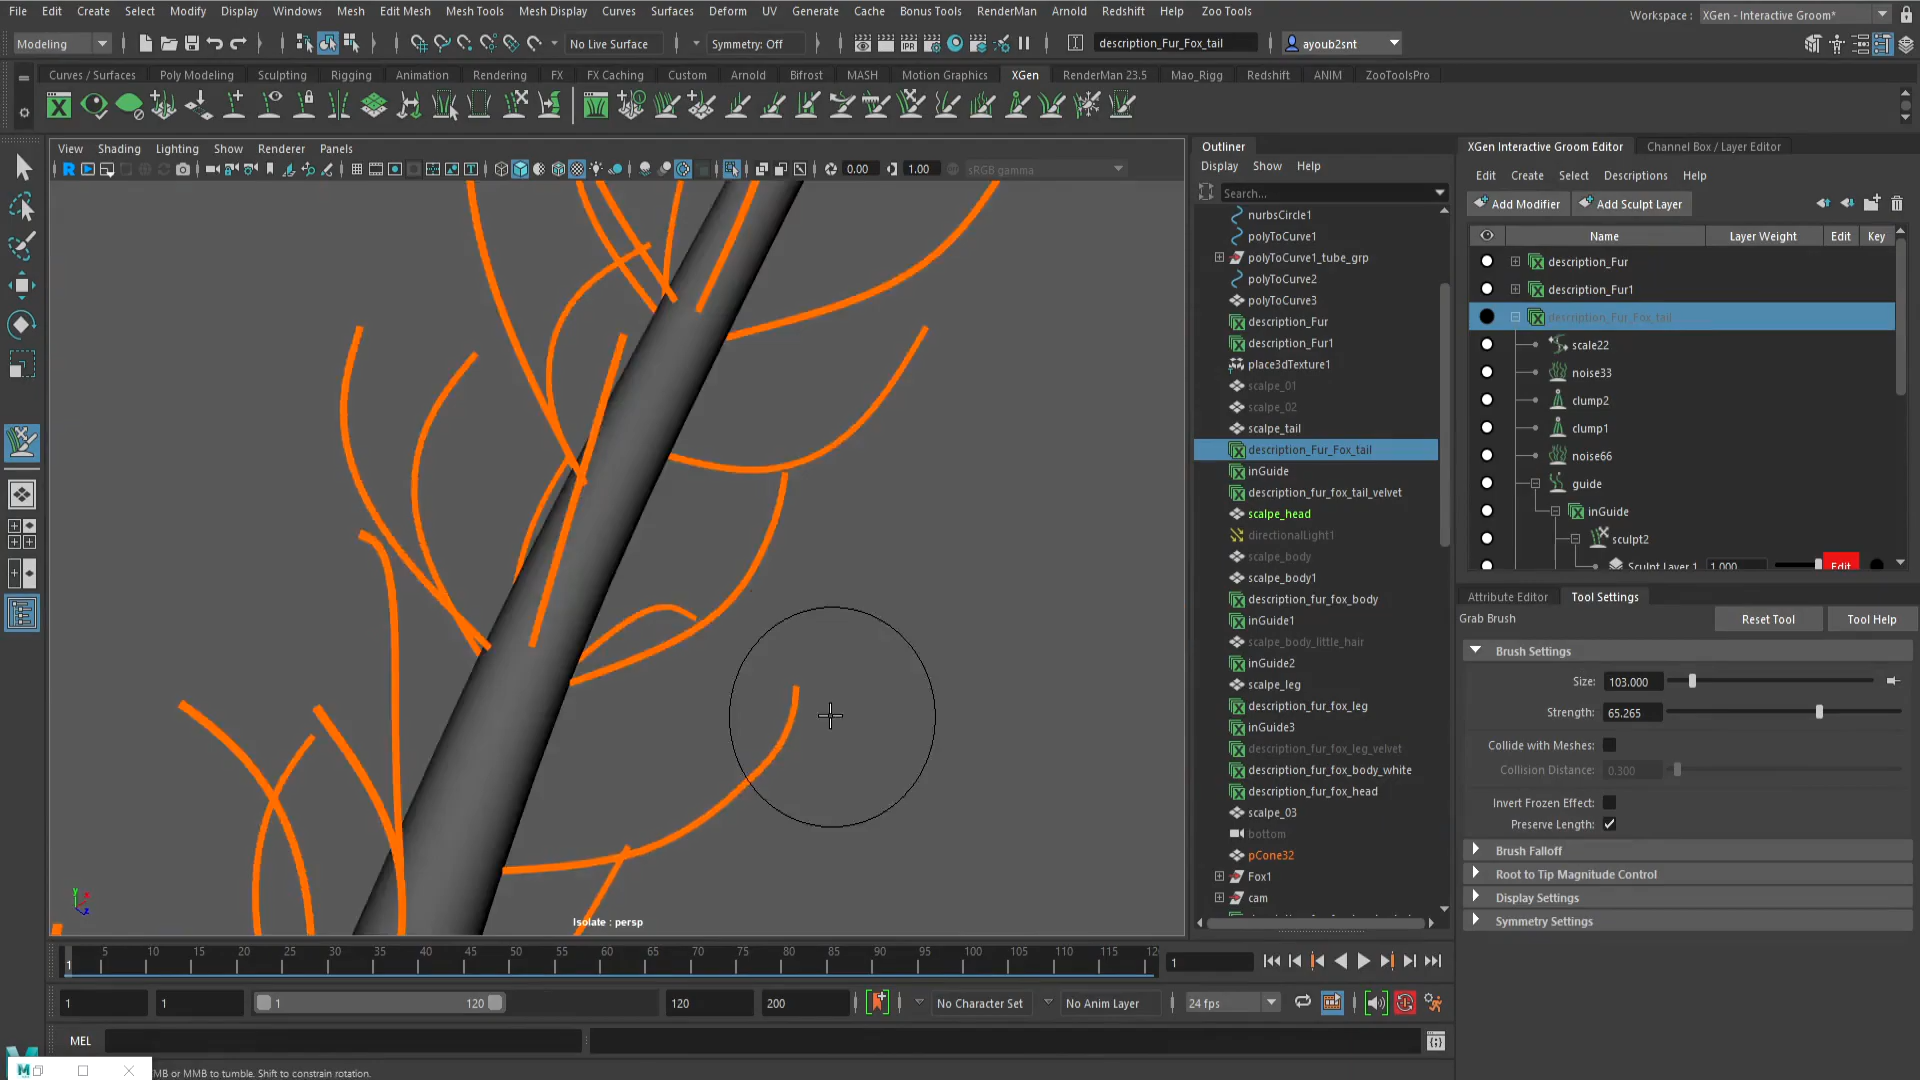 File Edit Create Select Modify Display Windows Mesh Edit Mesh Mesh Tools Mesh Display Curves Surfaces Deform UV Generate Cache Bonus Tools RenderMan Arnold Redshift Help Zoo Tools
Workspace : XGen - Interactive Groom*
Modeling No Live Surface Symmetry: Off description_Fur_Fox_tail ayoub2snt
Curves / Surfaces Poly Modeling Sculpting Rigging Animation Rendering FX FX Caching Custom Arnold Bifrost MASH Motion Graphics XGen RenderMan 23.5 Mao_Rigg Redshift ANIM ZooToolsPro
View Shading Lighting Show Renderer Panels
0.00 1.00 sRGB gamma
Isolate : persp
Outliner
Display Show Help
Search...
nurbsCircle1
polyToCurve1
polyToCurve1_tube_grp
polyToCurve2
polyToCurve3
description_Fur
description_Fur1
place3dTexture1
scalpe_01
scalpe_02
scalpe_tail
description_Fur_Fox_tail
inGuide
description_fur_fox_tail_velvet
scalpe_head
directionalLight1
scalpe_body
scalpe_body1
description_fur_fox_body
inGuide1
scalpe_body_little_hair
inGuide2
scalpe_leg
description_fur_fox_leg
inGuide3
description_fur_fox_leg_velvet
description_fur_fox_body_white
description_fur_fox_head
scalpe_03
bottom
pCone32
Fox1
cam
XGen Interactive Groom Editor Channel Box / Layer Editor
Edit Create Select Descriptions Help
Add Modifier Add Sculpt Layer
Name Layer Weight Edit Key
description_Fur
description_Fur1
description_Fur_Fox_tail
scale22
noise33
clump2
clump1
noise66
guide
inGuide
sculpt2
Sculpt Layer 1 1.000 Edit
Attribute Editor Tool Settings
Grab Brush Reset Tool Tool Help
Brush Settings
Size: 103.000
Strength: 65.265
Collide with Meshes:
Collision Distance: 0.300
Invert Frozen Effect:
Preserve Length:
Brush Falloff
Root to Tip Magnitude Control
Display Settings
Symmetry Settings
1 5 10 15 20 25 30 35 40 45 50 55 60 65 70 75 80 85 90 95 100 105 110 115 12 1
1 1 1 120 120 200 No Character Set No Anim Layer 24 fps
MEL
MB or MMB to tumble. Shift to constrain rotation.